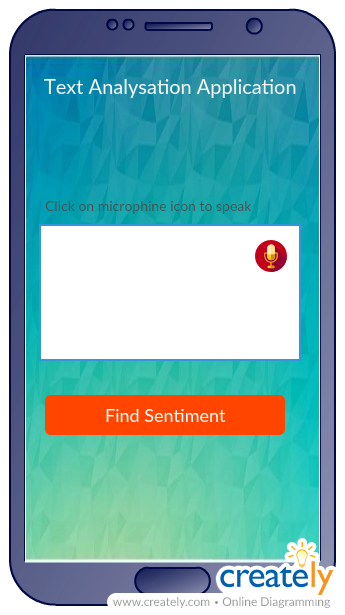 Text Analysation Application
Click on microphine icon to speak
Find Sentiment
creately
www.creately.com • Online Diagramming